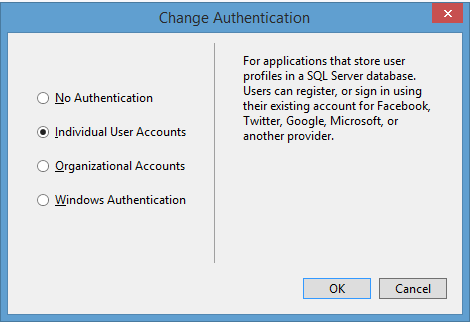 Change Authentication
No Authentication
Individual User Accounts
Organizational Accounts
Windows Authentication
For applications that store user
profiles in a SQL Server database.
Users can register, or sign in using
their existing account for Facebook,
Twitter, Google, Microsoft, or
another provider.
OK
Cancel